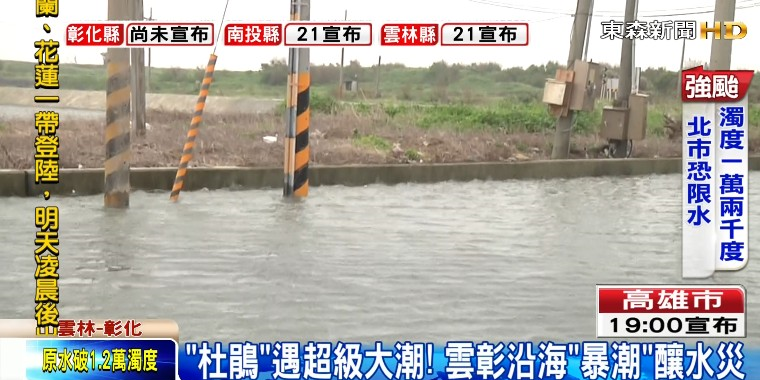 彰化縣 尚未宣布 南投縣 21宣布 雲林縣 21宣布
東森新聞HD
蘭、花蓮一帶登陸，明天凌晨後
強颱
濁度一萬兩千度
北市恐限水
高雄市
19:00宣布
雲林-彰化
原水破1.2萬濁度
"杜鵑"遇超級大潮! 雲彰沿海"暴潮"釀水災